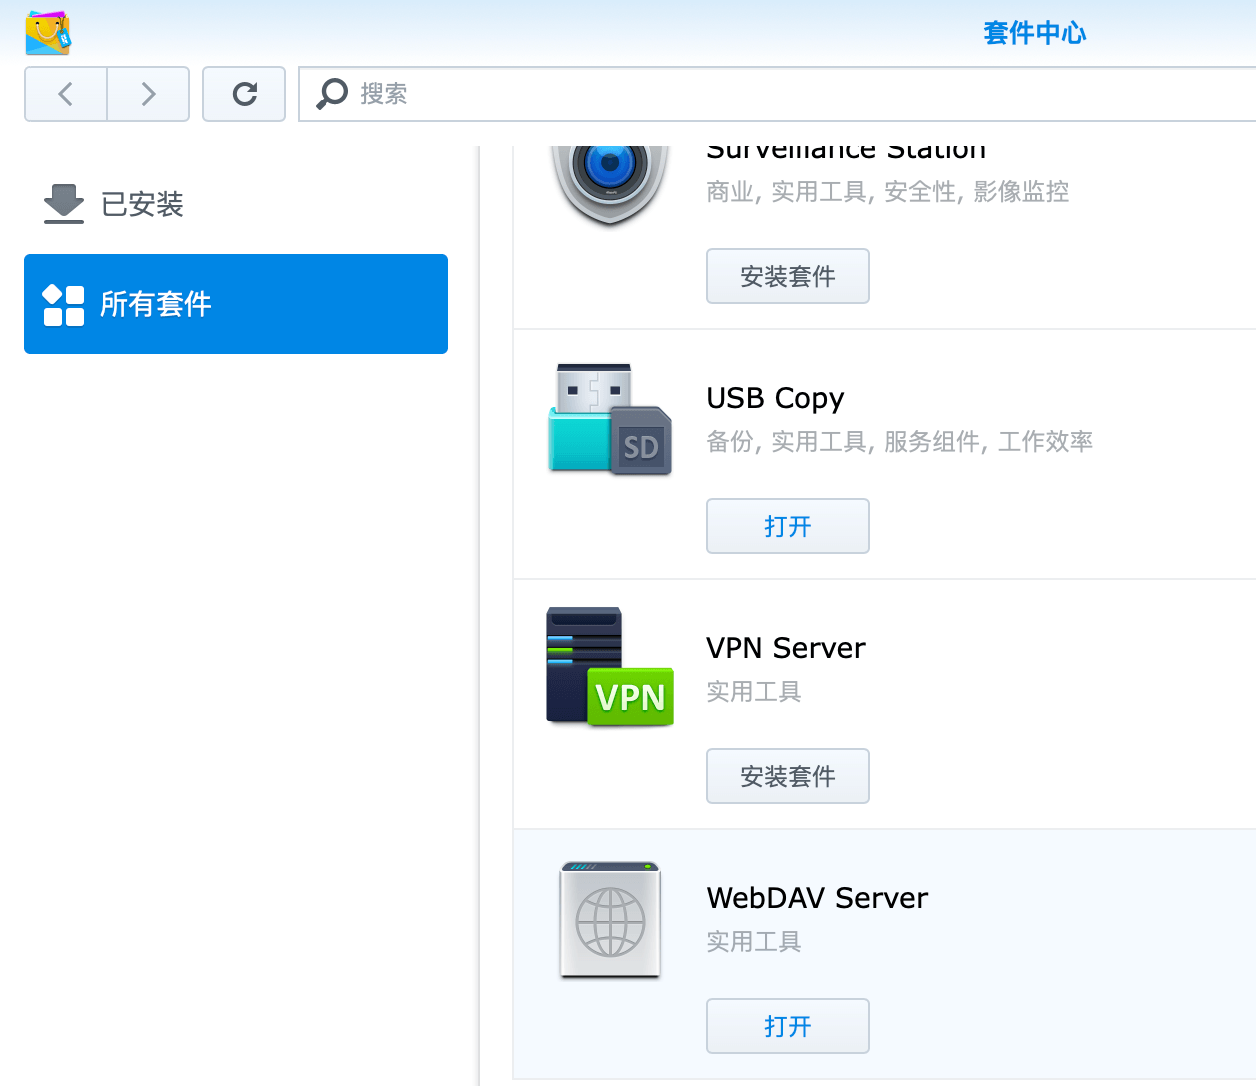 套件中心
搜索
已安装
所有套件
Surveillance Station
商业, 实用工具, 安全性, 影像监控
安装套件
USB Copy
备份, 实用工具, 服务组件, 工作效率
打开
SD
VPN Server
实用工具
VPN
安装套件
WebDAV Server
实用工具
打开